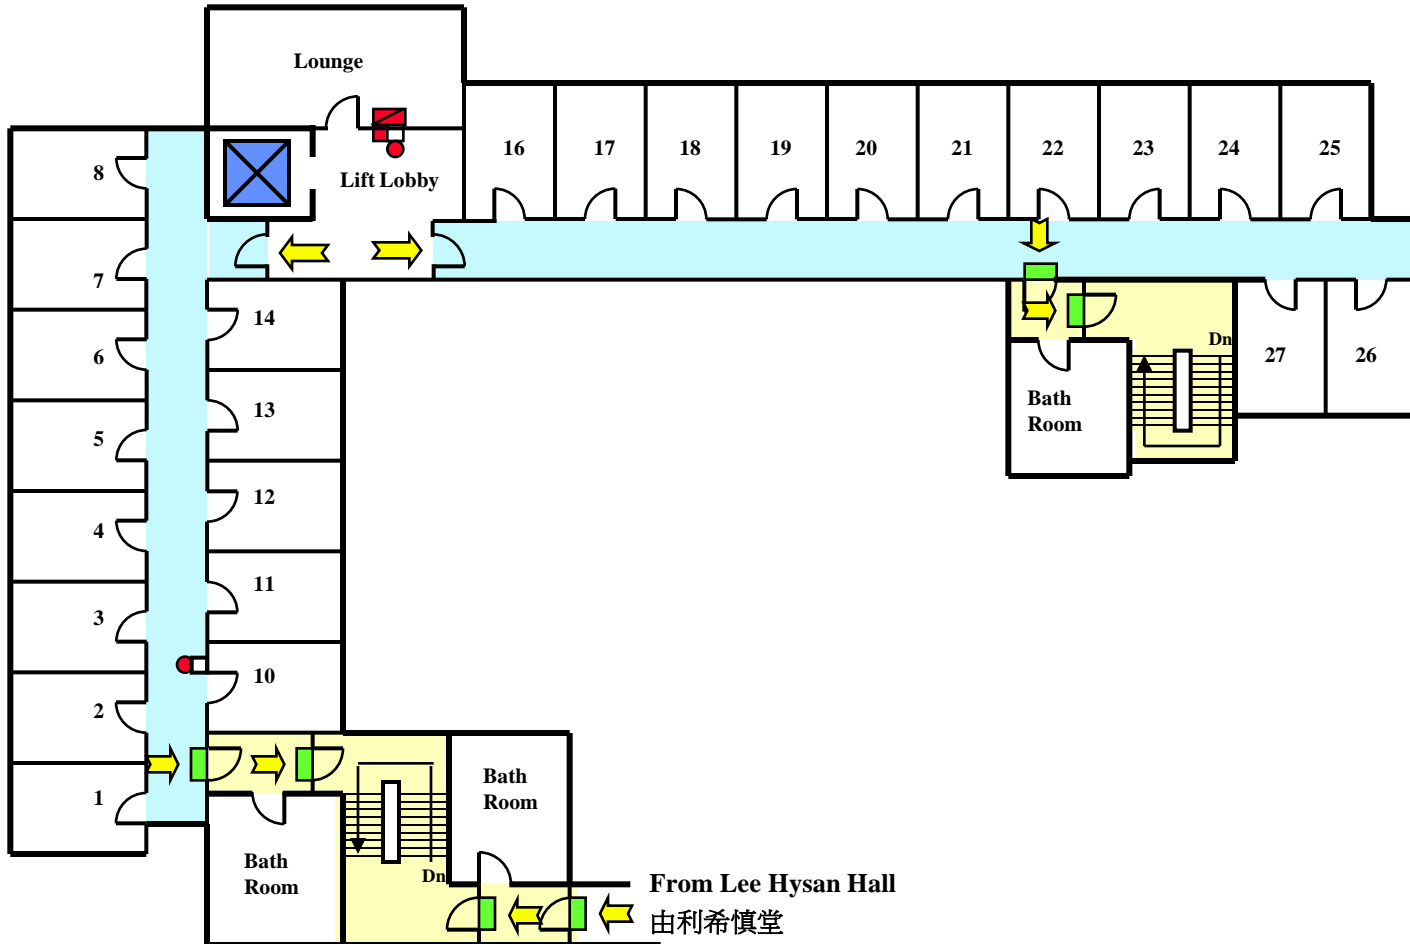 Lounge
16
17
18
19
20
21
22
23
24
25
8
Lift Lobby
7
14
Dn
6
27
26
13
Bath
Room
5
12
4
11
3
10
2
Bath
Room
1
Bath
Room
Dn
From Lee Hysan Hall
由利希慎堂